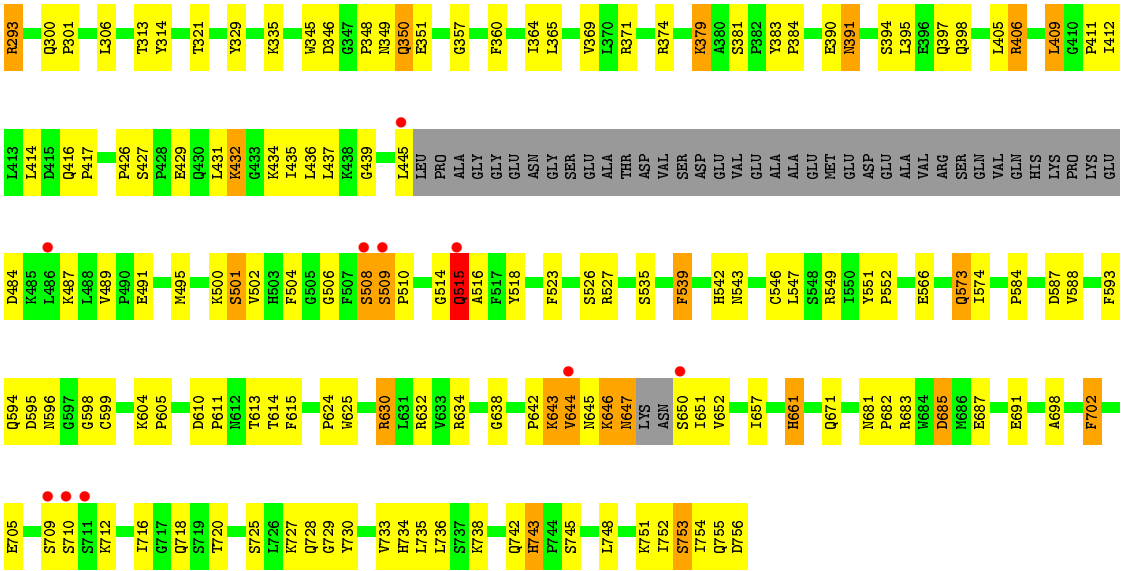 R293 Q300 P301 L306 T313 Y314 T321 Y329 K335 W345 D346 G347 P348 N349 Q350 E351 G357 F360 I364 L365 V369 L370 R371 R374 K379 A380 S381 P382 Y383 P384 E390 N391 S394 L395 E396 Q397 Q398 L405 R406 L409 G410 P411 I412
L413 L414 D415 Q416 P417 P426 S427 P428 E429 Q430 L431 K432 G433 K434 I435 L436 L437 K438 G439 L445 LEU PRO ALA GLY GLY GLU ASN GLY SER GLU ALA THR ASP VAL SER ASP GLU VAL GLU ALA ALA GLU MET GLU ASP GLU ALA VAL ARG SER GLN VAL GLN HIS LYS PRO LYS GLU
D484 K485 L486 K487 L488 V489 P490 E491 M495 K500 S501 V502 H503 F504 G505 G506 F507 S508 S509 P510 G514 Q515 A516 F517 Y518 F523 S526 R527 S535 F539 H542 N543 C546 L547 S548 R549 I550 Y551 P552 E566 Q573 I574 P584 D587 V588 F593
Q594 D595 N596 G597 G598 C599 K604 P605 D610 P611 N612 T613 T614 F615 P624 W625 R630 L631 R632 V633 R634 G638 P642 K643 V644 N645 K646 N647 LYS ASN S650 I651 V652 I657 H661 Q671 N681 P682 R683 W684 D685 M686 E687 E691 A698 F702
E705 S709 S710 S711 K712 I716 G717 Q718 S719 T720 S725 L726 K727 Q728 G729 Y730 V733 H734 L735 L736 S737 K738 Q742 H743 P744 S745 L748 K751 I752 S753 I754 Q755 D756